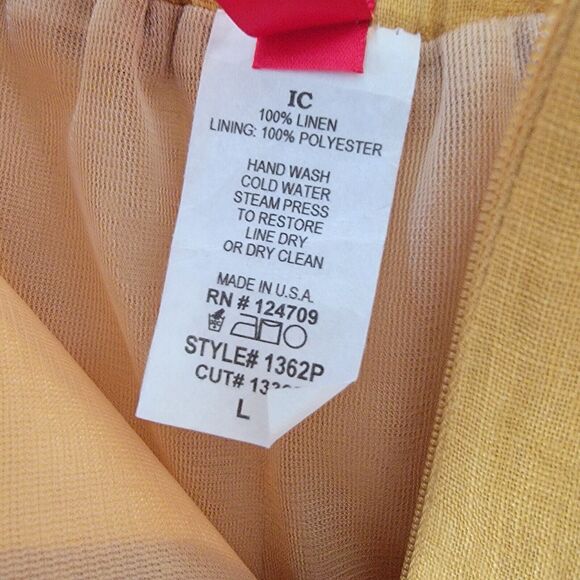 IC
100% LINEN
LINING: 100% POLYESTER
HAND WASH
COLD WATER
STEAM PRESS
TO RESTORE
LINE DRY
OR DRY CLEAN
MADE IN U.S.A.
RN # 124709
STYLE# 1362P
CUT#
L